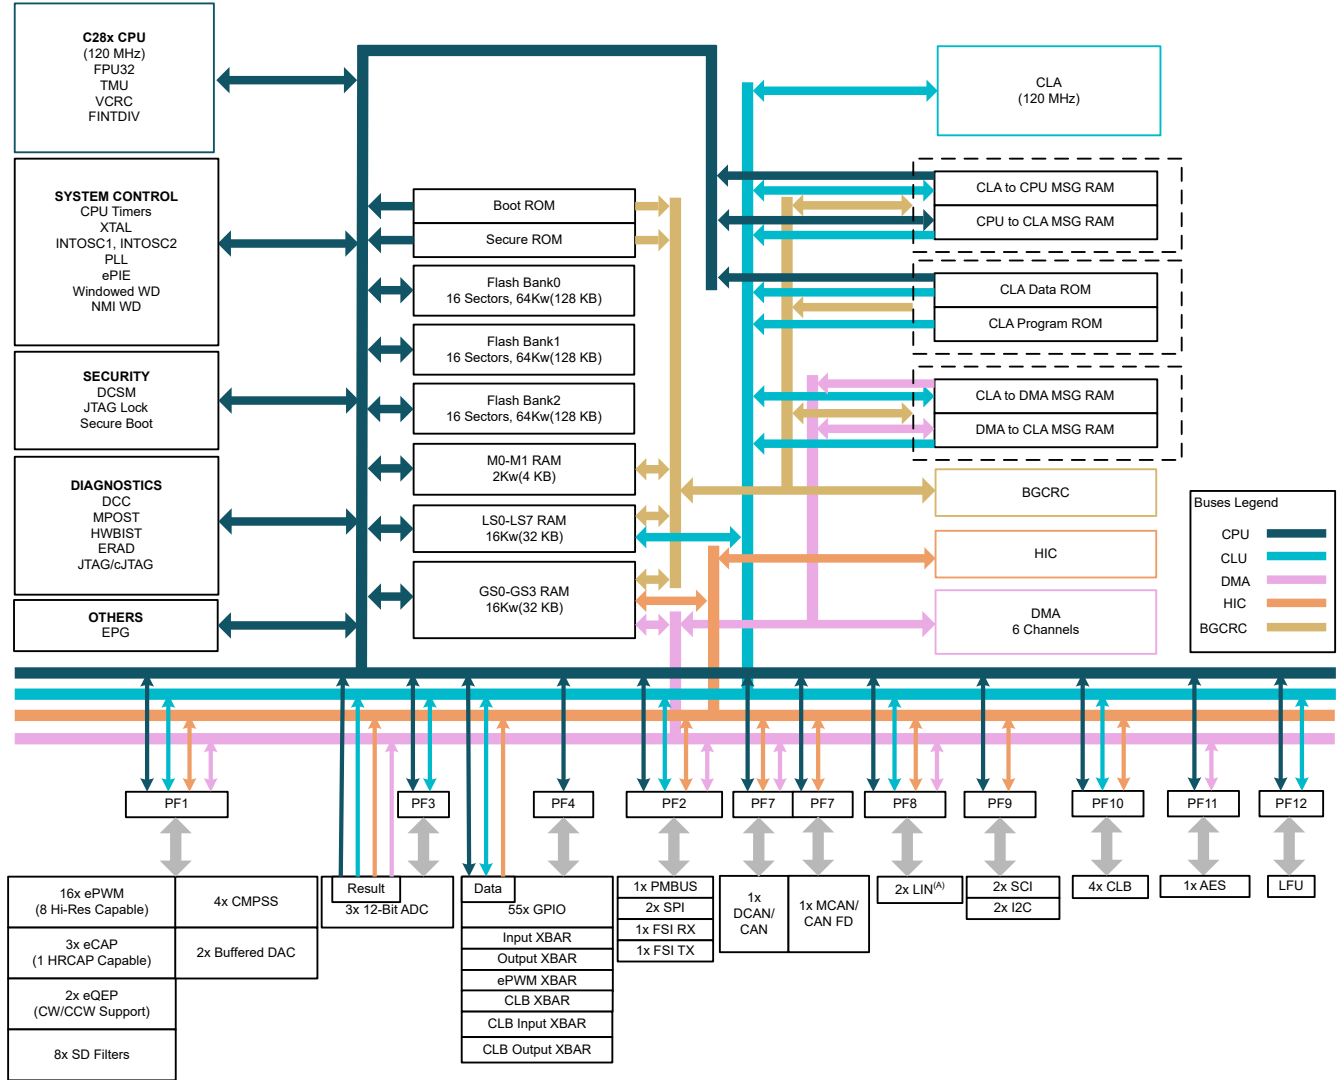 C28x CPU
(120 MHz)
FPU32
TMU
VCRC
FINTDIV
SYSTEM CONTROL
CPU Timers
XTAL
INTOSC1, INTOSC2
PLL
ePIE
Windowed WD
NMI WD
SECURITY
DCSM
JTAG Lock
Secure Boot
DIAGNOSTICS
DCC
MPOST
HWBIST
ERAD
JTAG/cJTAG
OTHERS
EPG
Boot ROM
Secure ROM
Flash Bank0
16 Sectors, 64Kw(128 KB)
Flash Bank1
16 Sectors, 64Kw(128 KB)
Flash Bank2
16 Sectors, 64Kw(128 KB)
M0-M1 RAM
2Kw(4 KB)
LS0-LS7 RAM
16Kw(32 KB)
GS0-GS3 RAM
16Kw(32 KB)
CLA
(120 MHz)
CLA to CPU MSG RAM
CPU to CLA MSG RAM
CLA Data ROM
CLA Program ROM
CLA to DMA MSG RAM
DMA to CLA MSG RAM
BGCRC
HIC
DMA
6 Channels
Buses Legend
CPU
CLU
DMA
HIC
BGCRC
PF1
PF3
PF4
PF2
PF7
PF7
PF8
PF9
PF10
PF11
PF12
16x ePWM
(8 Hi-Res Capable)
4x CMPSS
3x eCAP
(1 HRCAP Capable)
2x Buffered DAC
2x eQEP
(CW/CCW Support)
8x SD Filters
Result
3x 12-Bit ADC
Data
55x GPIO
Input XBAR
Output XBAR
ePWM XBAR
CLB XBAR
CLB Input XBAR
CLB Output XBAR
1x PMBUS
2x SPI
1x FSI RX
1x FSI TX
1x
DCAN/
CAN
1x MCAN/
CAN FD
2x LIN(A)
2x SCI
2x I2C
4x CLB
1x AES
LFU